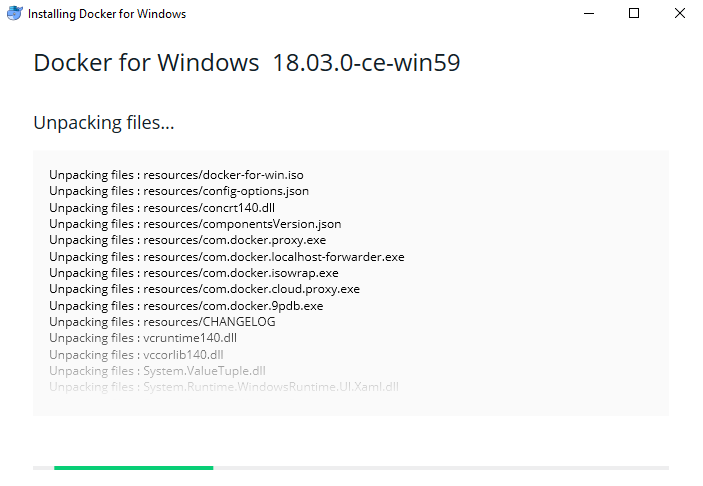 Installing Docker for Windows
Docker for Windows 18.03.0-ce-win59
Unpacking files...
Unpacking files : resources/docker-for-win.iso
Unpacking files : resources/config-options.json
Unpacking files : resources/concrt140.dll
Unpacking files : resources/componentsVersion.json
Unpacking files : resources/com.docker.proxy.exe
Unpacking files : resources/com.docker.localhost-forwarder.exe
Unpacking files : resources/com.docker.isowrap.exe
Unpacking files : resources/com.docker.cloud.proxy.exe
Unpacking files : resources/com.docker.9pdb.exe
Unpacking files : resources/CHANGELOG
Unpacking files : vcruntime140.dll
Unpacking files : vccorlib140.dll
Unpacking files : System.ValueTuple.dll
Unpacking files : System.Runtime.WindowsRuntime.UI.Xaml.dll